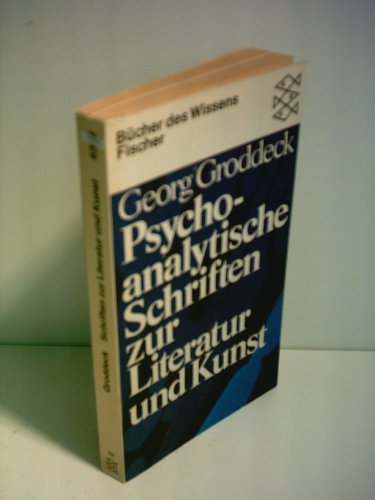 Bücher des Wissens
Fischer
Georg Groddeck
Psycho-
analytische
Schriften
zur
Literatur
und Kunst
Groddeck Schriften zur Literatur und Kunst